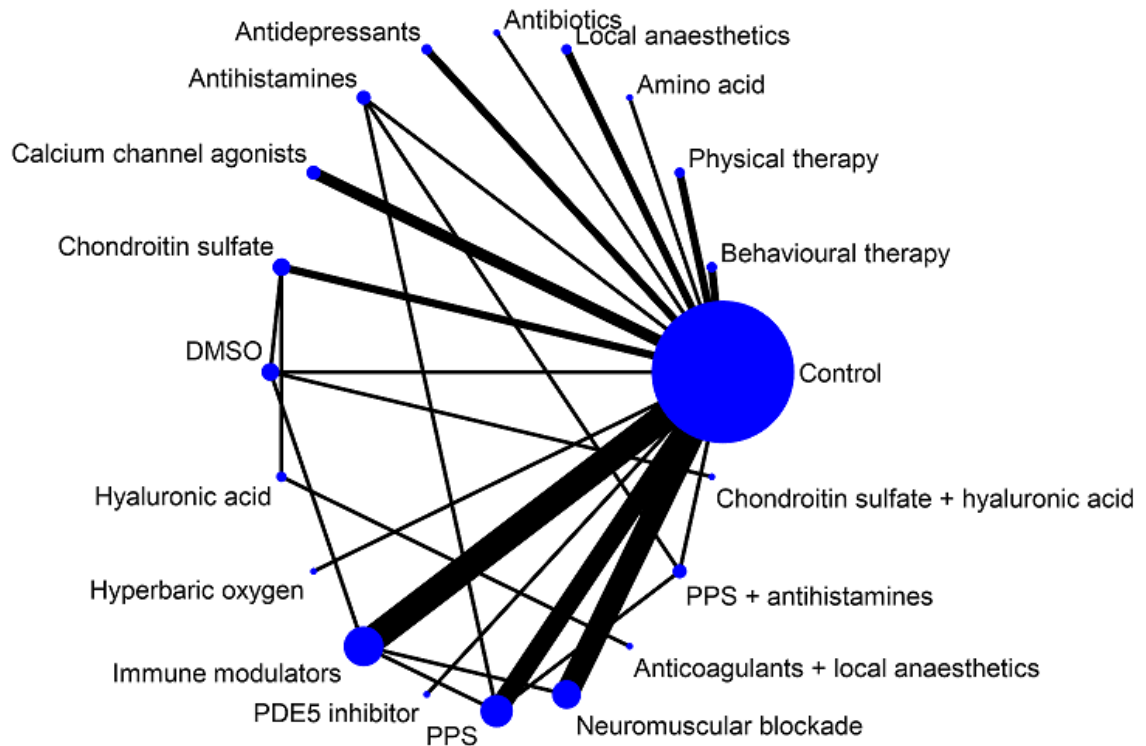 Antibiotics
Antidepressants
Local anaesthetics
Antihistamines
Amino acid
Calcium channel agonists
Physical therapy
Chondroitin sulfate
Behavioural therapy
DMSO
Control
Hyaluronic acid
Chondroitin sulfate + hyaluronic acid
Hyperbaric oxygen
PPS + antihistamines
Immune modulators
Anticoagulants + local anaesthetics
PDE5 inhibitor
PPS
Neuromuscular blockade